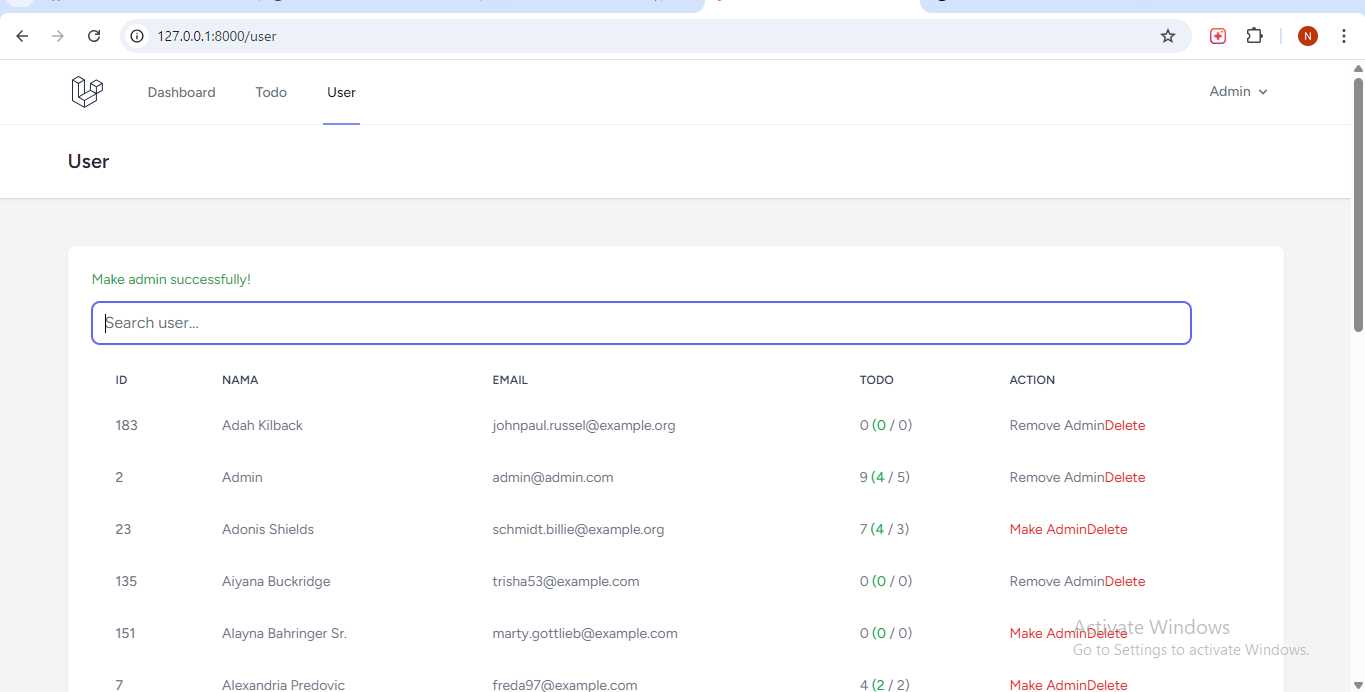 127.0.0.1:8000/user
N
Dashboard Todo User Admin
User
Make admin successfully!
Search user...
ID NAMA EMAIL TODO ACTION
183 Adah Kilback johnpaul.russel@example.org 0 (0 / 0) Remove AdminDelete
2 Admin admin@admin.com 9 (4 / 5) Remove AdminDelete
23 Adonis Shields schmidt.billie@example.org 7 (4 / 3) Make AdminDelete
135 Aiyana Buckridge trisha53@example.com 0 (0 / 0) Remove AdminDelete
151 Alayna Bahringer Sr. marty.gottlieb@example.com 0 (0 / 0) Make AdminDelete
Activate Windows
Go to Settings to activate Windows.
7 Alexandria Predovic freda97@example.com 4 (2 / 2) Make AdminDelete